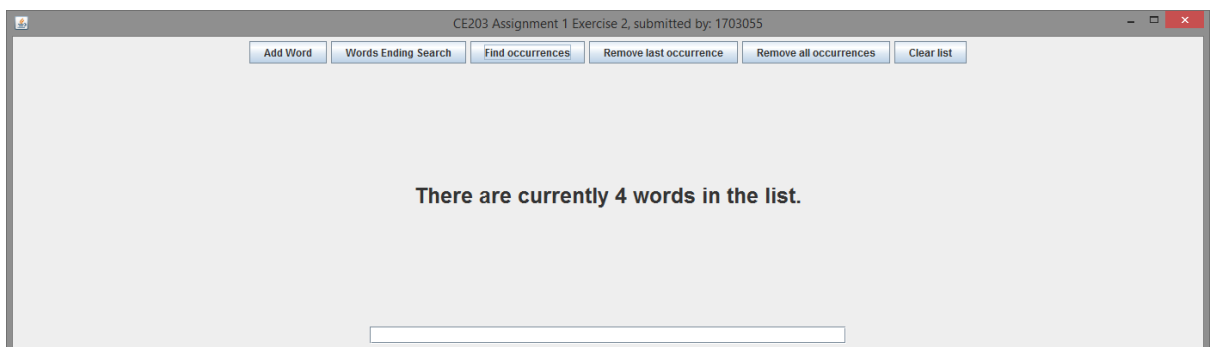 CE203 Assignment 1 Exercise 2, submitted by: 1703055
Add Word Words Ending Search Find occurrences Remove last occurrence Remove all occurrences Clear list
There are currently 4 words in the list.